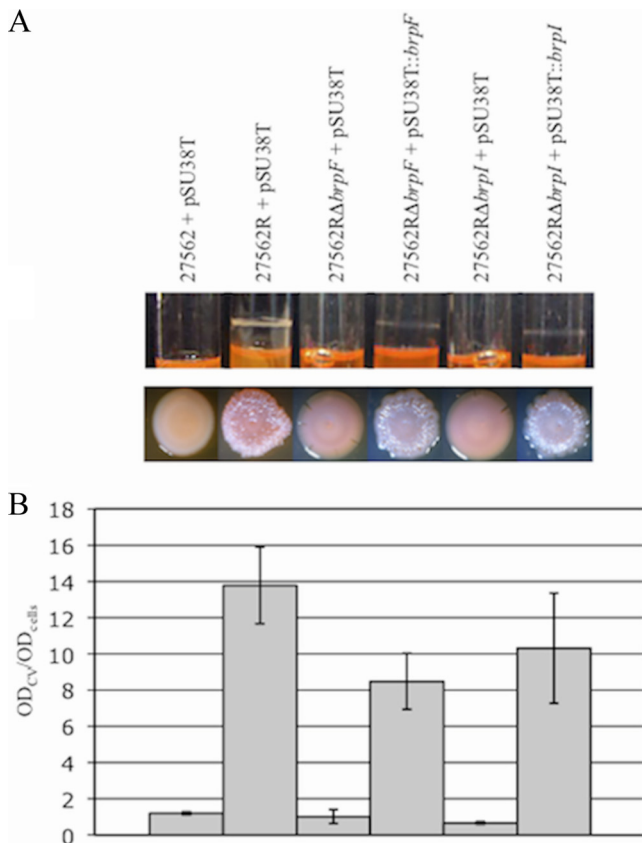 A
27562 + pSU38T
27562R + pSU38T
27562RΔbrpF + pSU38T
27562RΔbrpF + pSU38T::brpF
27562RΔbrpI + pSU38T
27562RΔbrpI + pSU38T::brpI
B
OD_CV/OD_cells
18
16
14
12
10
8
6
4
2
0